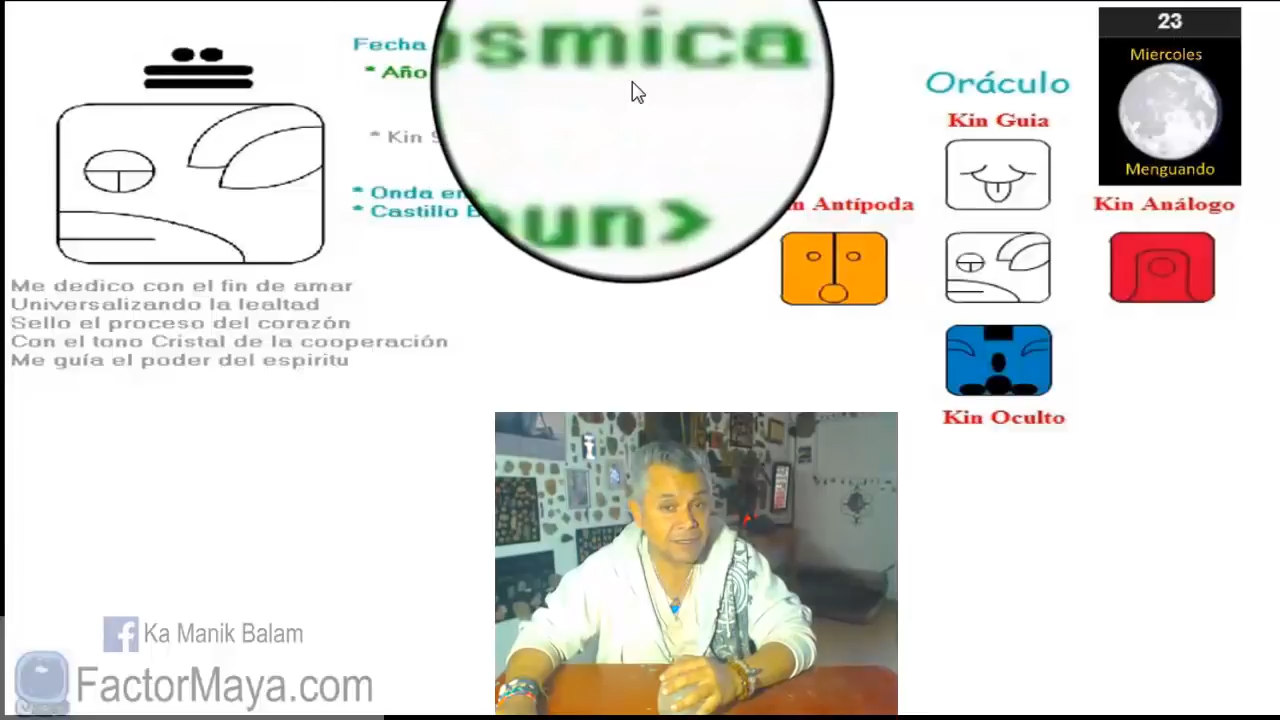 Me dedico con el fin de amar
Universalizando la lealtad
Sello el proceso del corazón
Con el tono Cristal de la cooperación
Me guía el poder del espiritu
Fecha
* Año
* Kin
* Onda
* Castillo
osmica
un>
Oráculo
Kin Guia
Antípoda
Kin Análogo
Kin Oculto
23
Miercoles
Menguando
Ka Manik Balam
FactorMaya.com